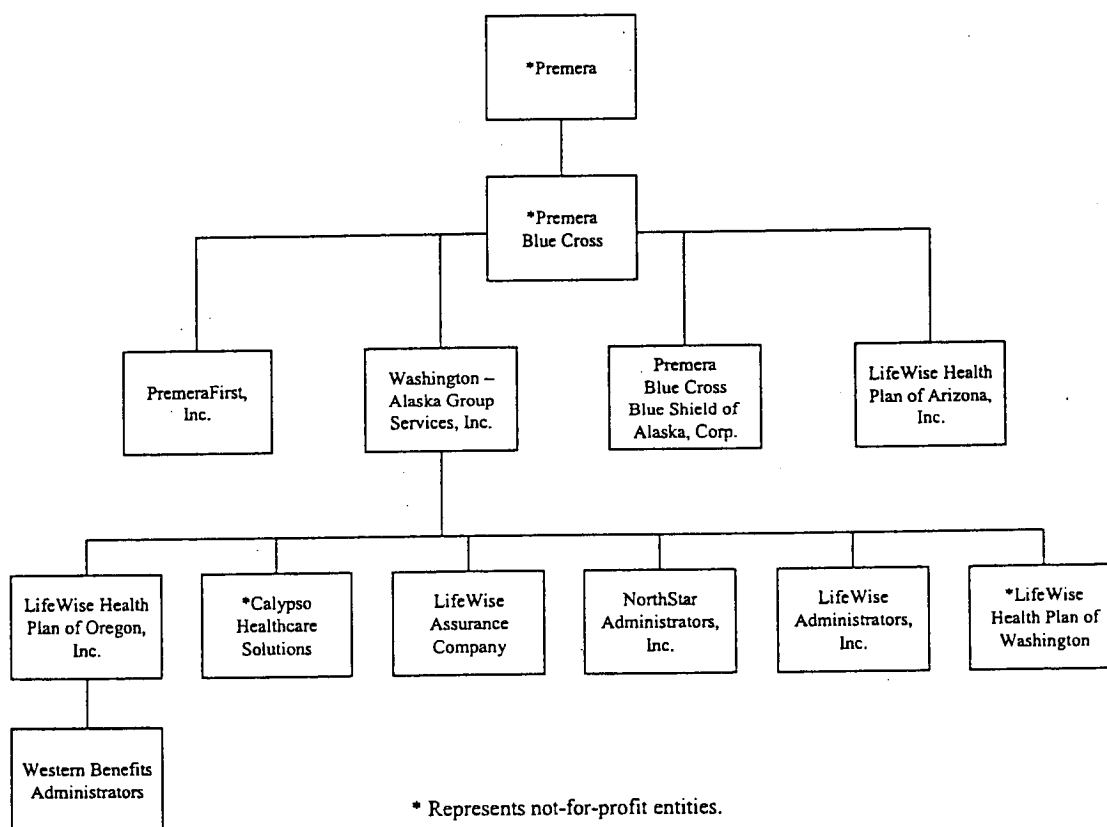 *Premera
*Premera
Blue Cross
PremeraFirst,
Inc.
Washington –
Alaska Group
Services, Inc.
Premera
Blue Cross
Blue Shield of
Alaska, Corp.
LifeWise Health
Plan of Arizona,
Inc.
LifeWise Health
Plan of Oregon,
Inc.
*Calypso
Healthcare
Solutions
LifeWise
Assurance
Company
NorthStar
Administrators,
Inc.
LifeWise
Administrators,
Inc.
*LifeWise
Health Plan of
Washington
Western Benefits
Administrators
* Represents not-for-profit entities.